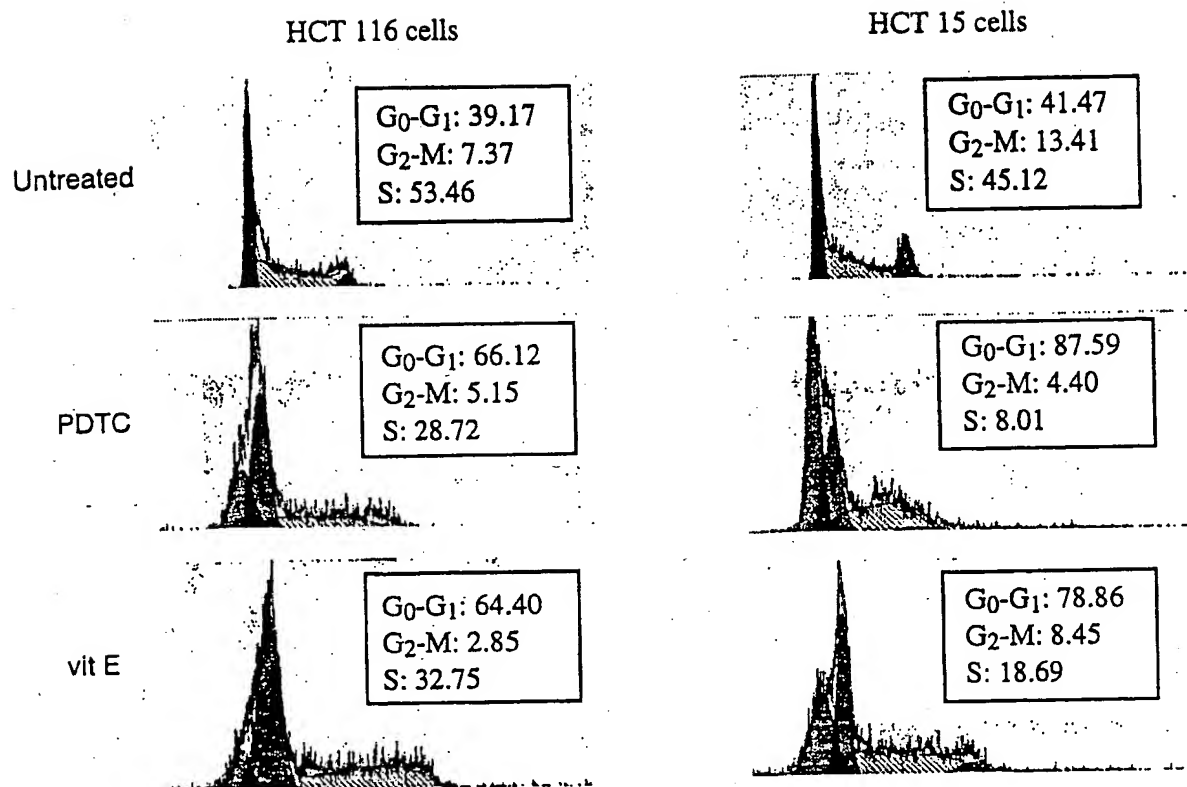 HCT 116 cells
HCT 15 cells
Untreated
G0-G1: 39.17
G2-M: 7.37
S: 53.46
G0-G1: 41.47
G2-M: 13.41
S: 45.12
PDTC
G0-G1: 66.12
G2-M: 5.15
S: 28.72
G0-G1: 87.59
G2-M: 4.40
S: 8.01
vit E
G0-G1: 64.40
G2-M: 2.85
S: 32.75
G0-G1: 78.86
G2-M: 8.45
S: 18.69